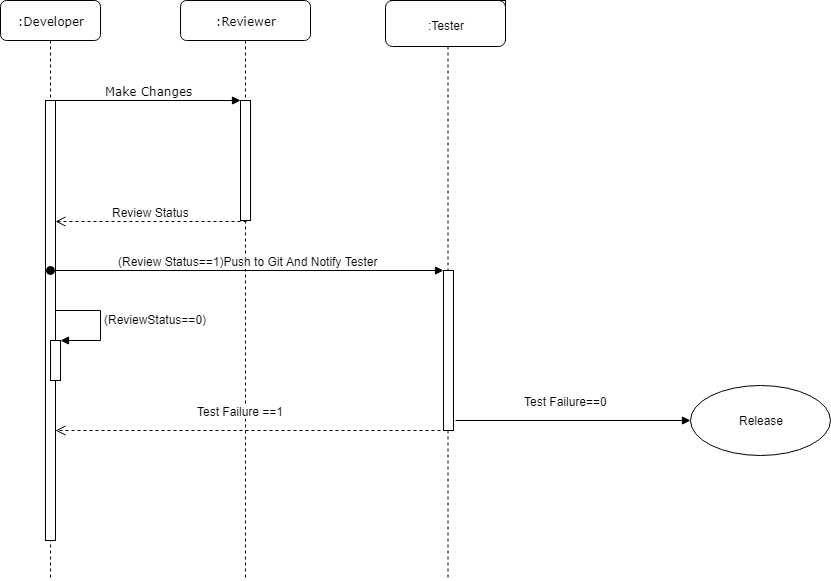 :Developer
:Reviewer
:Tester
Make Changes
Review Status
(Review Status==1)Push to Git And Notify Tester
(ReviewStatus==0)
Test Failure ==1
Test Failure==0
Release